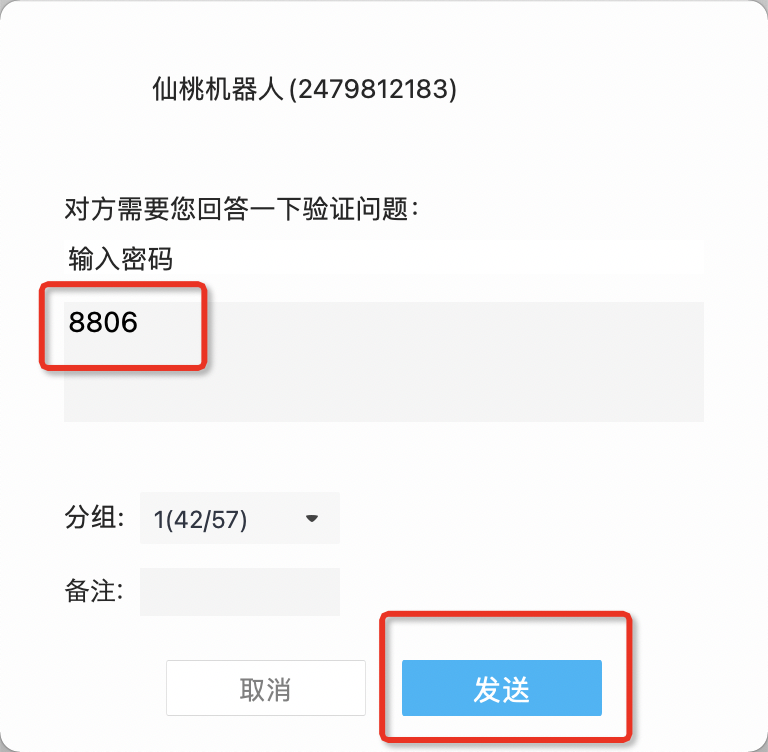 仙桃机器人(2479812183)
对方需要您回答一下验证问题：
输入密码
8806
分组: 1(42/57)
备注:
取消 发送